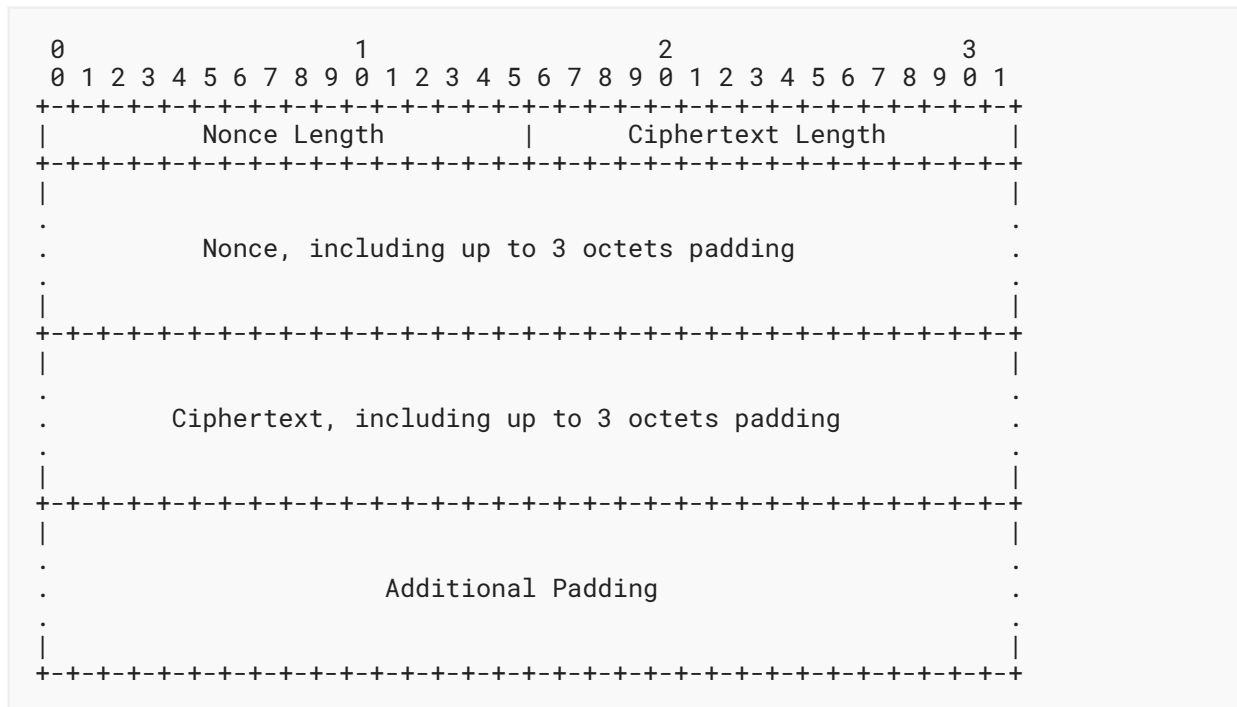 0                   1                   2                   3
 0 1 2 3 4 5 6 7 8 9 0 1 2 3 4 5 6 7 8 9 0 1 2 3 4 5 6 7 8 9 0 1
+-+-+-+-+-+-+-+-+-+-+-+-+-+-+-+-+-+-+-+-+-+-+-+-+-+-+-+-+-+-+-+-+
|          Nonce Length         |      Ciphertext Length        |
+-+-+-+-+-+-+-+-+-+-+-+-+-+-+-+-+-+-+-+-+-+-+-+-+-+-+-+-+-+-+-+-+
|                                                               |
.                                                               .
.          Nonce, including up to 3 octets padding              .
.                                                               .
|                                                               |
+-+-+-+-+-+-+-+-+-+-+-+-+-+-+-+-+-+-+-+-+-+-+-+-+-+-+-+-+-+-+-+-+
|                                                               |
.                                                               .
.        Ciphertext, including up to 3 octets padding           .
.                                                               .
|                                                               |
+-+-+-+-+-+-+-+-+-+-+-+-+-+-+-+-+-+-+-+-+-+-+-+-+-+-+-+-+-+-+-+-+
|                                                               |
.                                                               .
.                      Additional Padding                       .
.                                                               .
|                                                               |
+-+-+-+-+-+-+-+-+-+-+-+-+-+-+-+-+-+-+-+-+-+-+-+-+-+-+-+-+-+-+-+-+